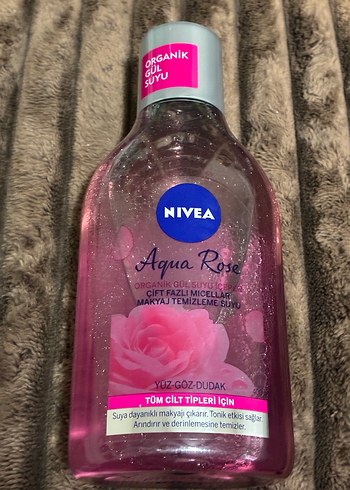 ORGANİK
GÜL
SUYU
NIVEA
Aqua Rose
ORGANİK GÜL SUYU İÇEREN
ÇİFT FAZLI MICELLAR
MAKYAJ TEMİZLEME SUYU
YÜZ-GÖZ-DUDAK
TÜM CİLT TİPLERİ İÇİN
Suya dayanıklı makyajı çıkarır. Tonik etkisi sağlar.
Arındırır ve derinlemesine temizler.